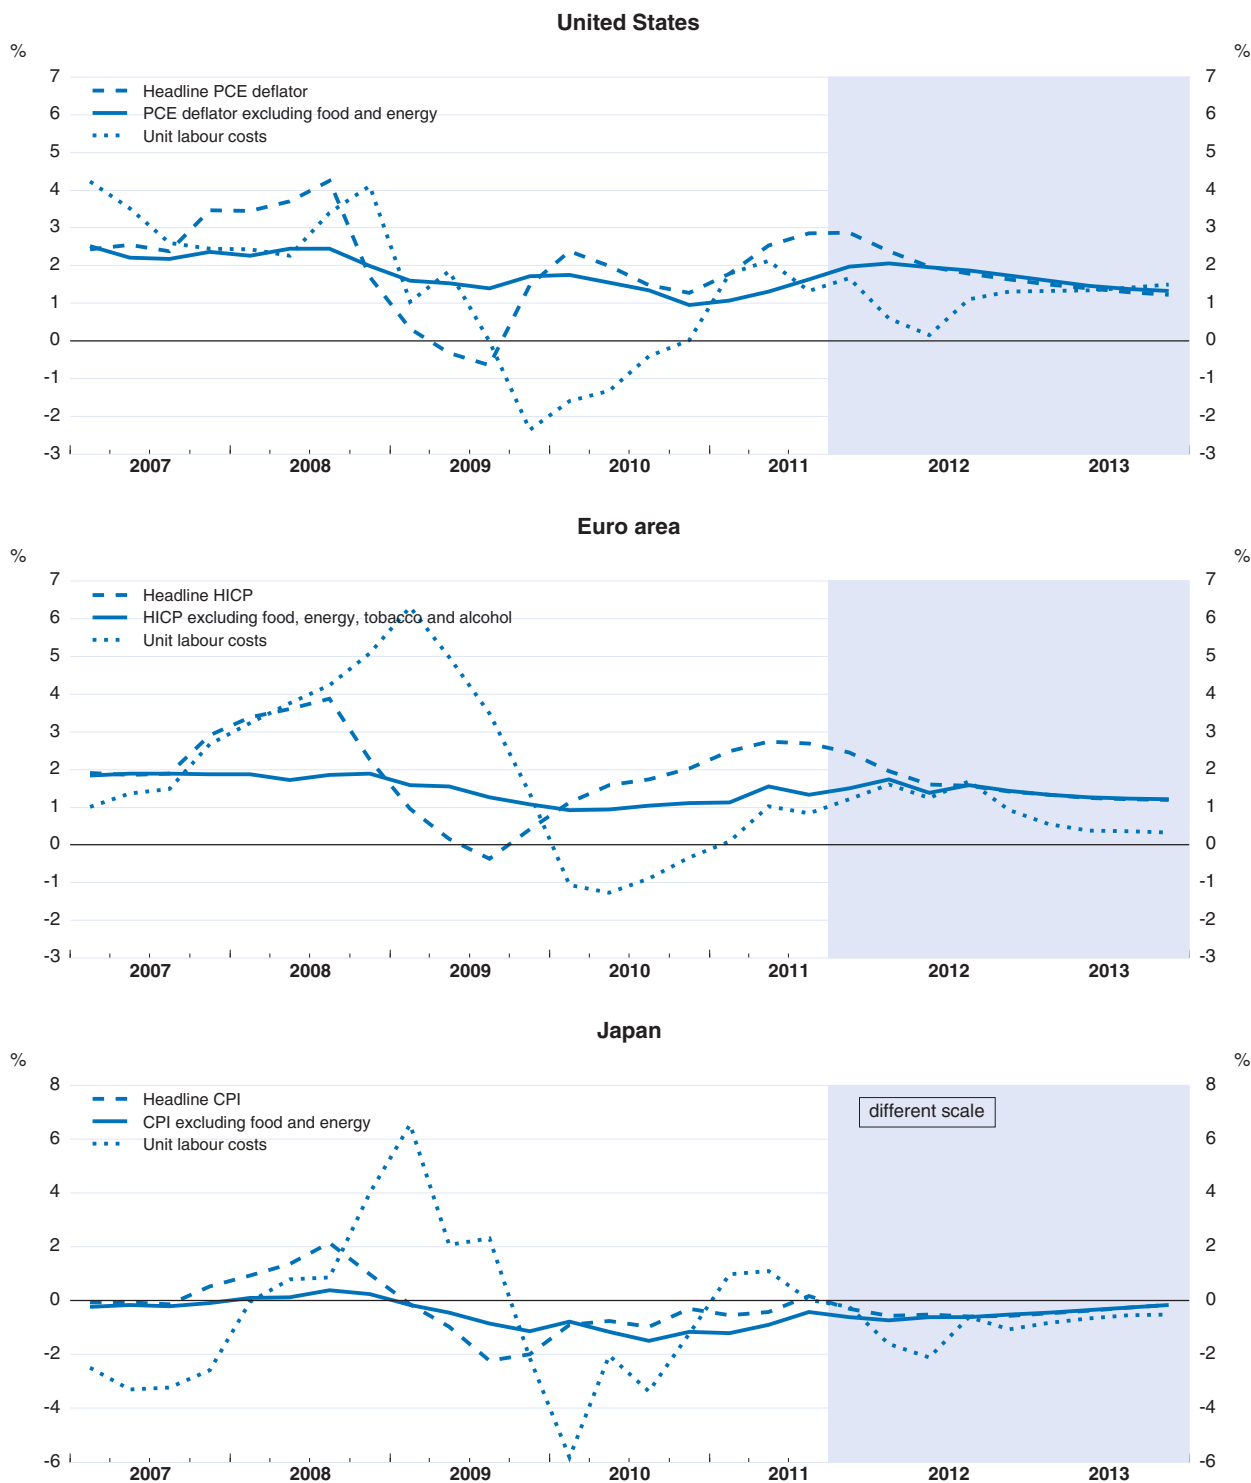 United States
% %
7 7
Headline PCE deflator
6 6
PCE deflator excluding food and energy
Unit labour costs
5 5
4 4
3 3
2 2
1 1
0 0
-1 -1
-2 -2
-3 -3
2007 2008 2009 2010 2011 2012 2013
Euro area
% %
7 7
Headline HICP
6 6
HICP excluding food, energy, tobacco and alcohol
Unit labour costs
5 5
4 4
3 3
2 2
1 1
0 0
-1 -1
-2 -2
-3 -3
2007 2008 2009 2010 2011 2012 2013
Japan
% %
8 8
Headline CPI
different scale
CPI excluding food and energy
6 6
Unit labour costs
4 4
2 2
0 0
-2 -2
-4 -4
-6 -6
2007 2008 2009 2010 2011 2012 2013